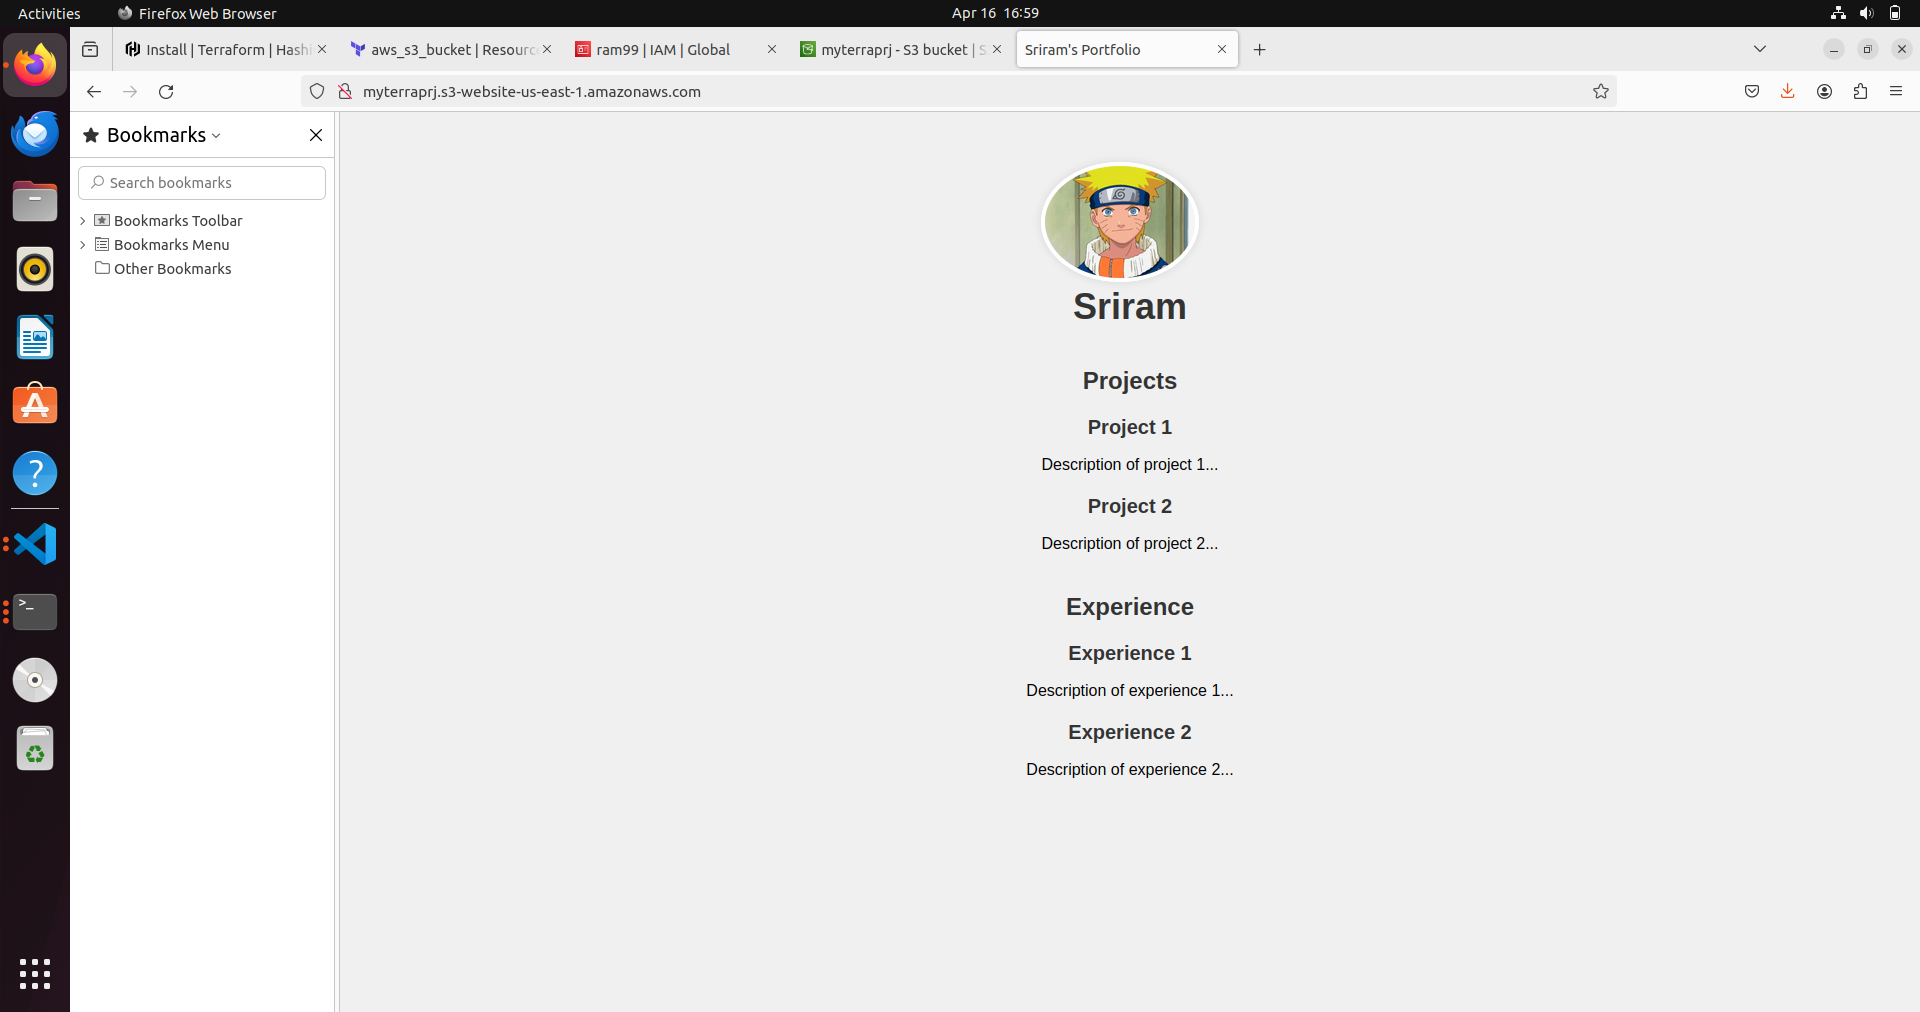 Activities
Firefox Web Browser
Apr 16 16:59
Install | Terraform | Hashi
aws_s3_bucket | Resourc
ram99 | IAM | Global
myterraprj - S3 bucket | S
Sriram's Portfolio
myterraprj.s3-website-us-east-1.amazonaws.com
Bookmarks
Search bookmarks
Bookmarks Toolbar
Bookmarks Menu
Other Bookmarks
Sriram
Projects
Project 1
Description of project 1...
Project 2
Description of project 2...
Experience
Experience 1
Description of experience 1...
Experience 2
Description of experience 2...